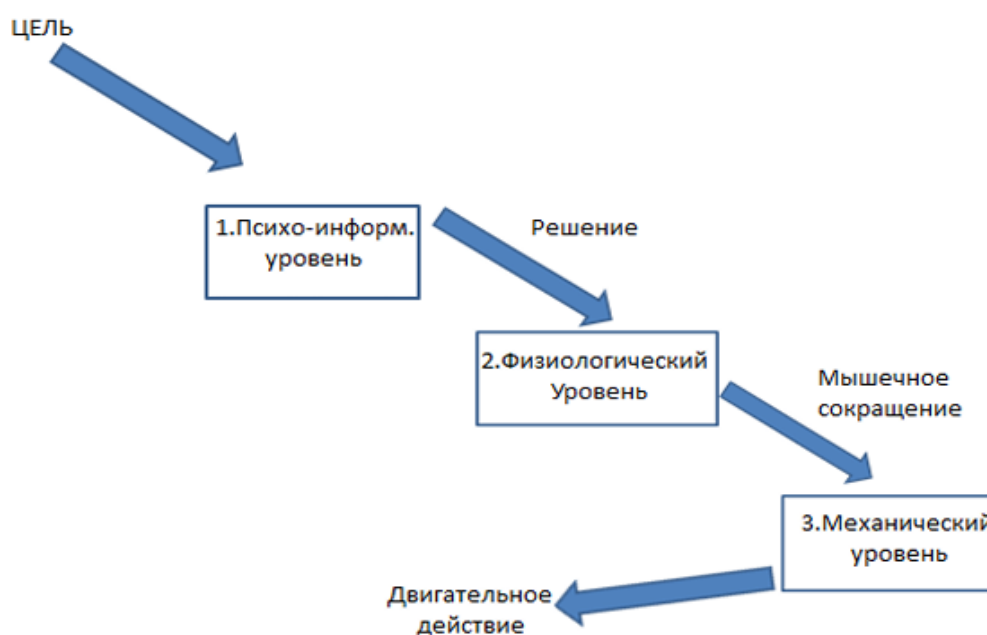 ЦЕЛЬ
1.Психо-информ.
уровень
Решение
2.Физиологический
Уровень
Мышечное
сокращение
3.Механический
уровень
Двигательное
действие